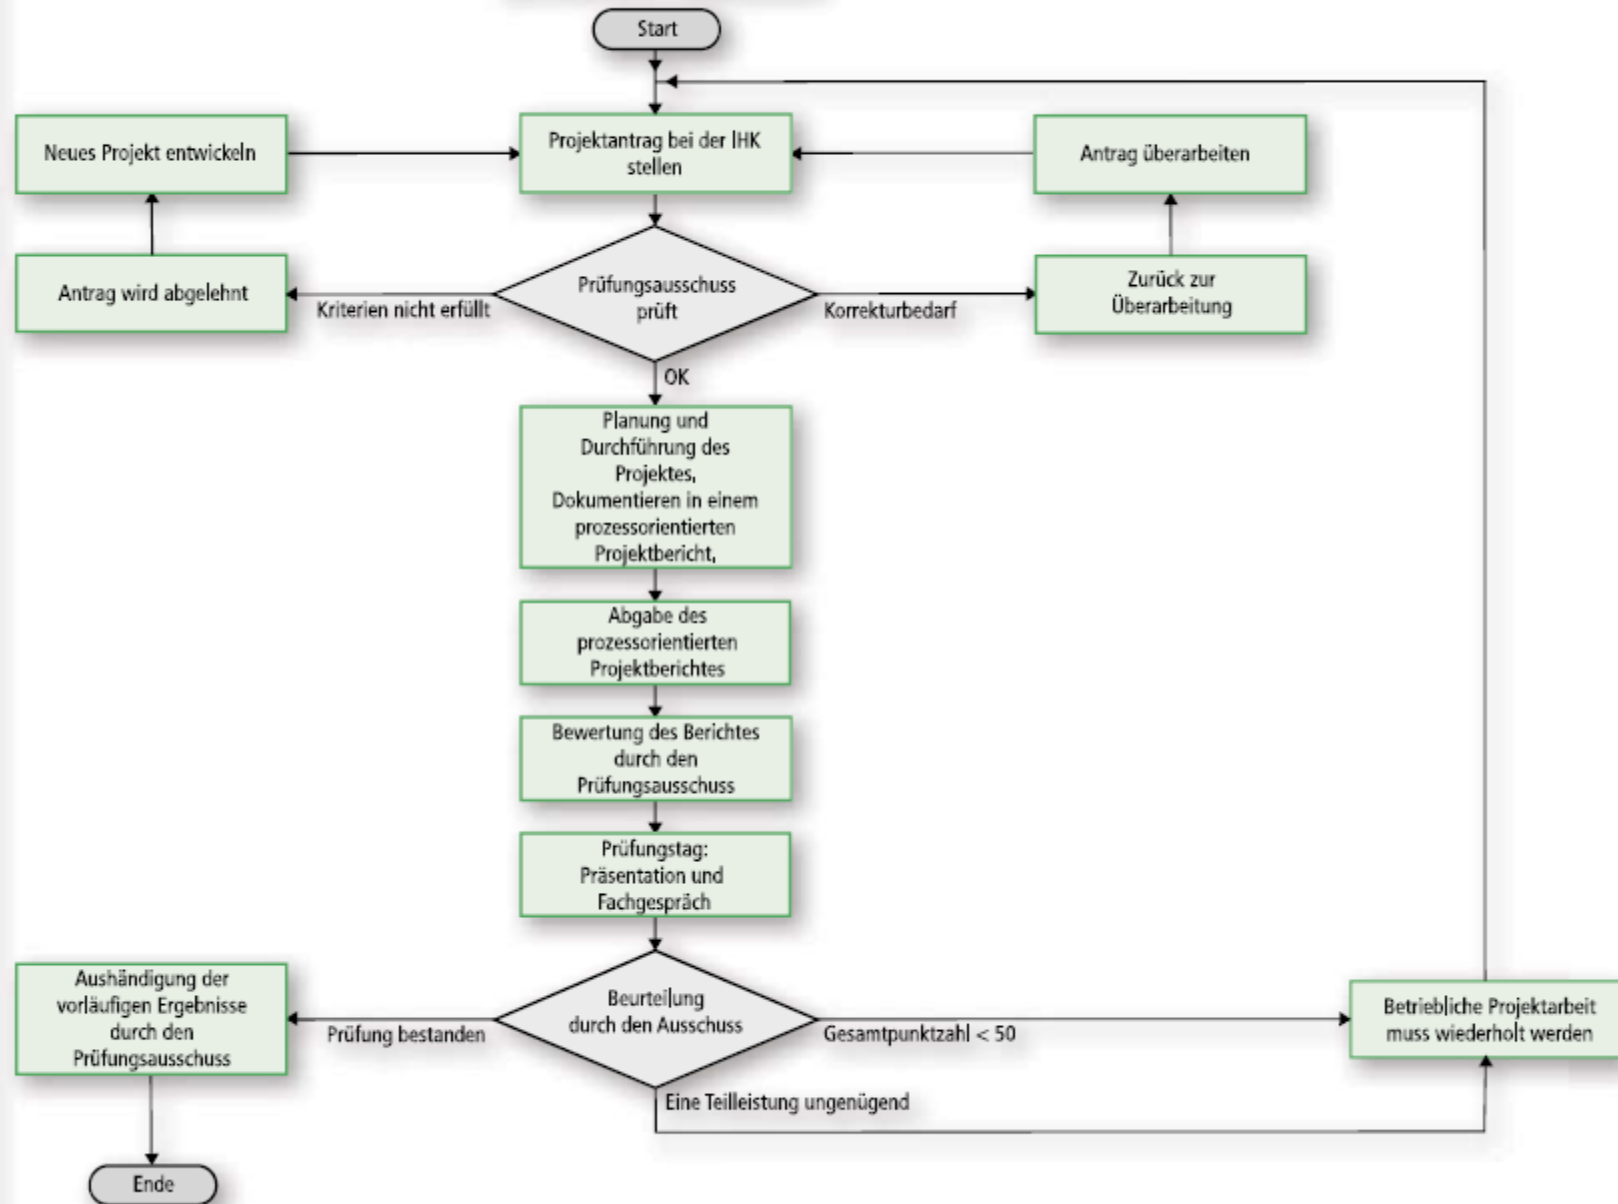 Start
Neues Projekt entwickeln
Projektantrag bei der IHK
stellen
Antrag überarbeiten
Antrag wird abgelehnt
Kriterien nicht erfüllt
Prüfungsausschuss
prüft
Korrekturbedarf
Zurück zur
Überarbeitung
OK
Planung und
Durchführung des
Projektes,
Dokumentieren in einem
prozessorientierten
Projektbericht,
Abgabe des
prozessorientierten
Projektberichtes
Bewertung des Berichtes
durch den
Prüfungsausschuss
Prüfungstag:
Präsentation und
Fachgespräch
Aushändigung der
vorläufigen Ergebnisse
durch den
Prüfungsausschuss
Prüfung bestanden
Beurteilung
durch den Ausschuss
Gesamtpunktzahl < 50
Betriebliche Projektarbeit
muss wiederholt werden
Eine Teilleistung ungenügend
Ende